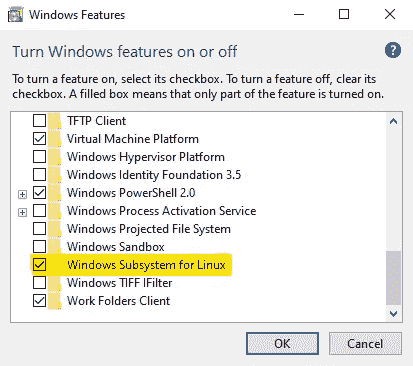 Windows Features
Turn Windows features on or off
?
To turn a feature on, select its checkbox. To turn a feature off, clear its
checkbox. A filled box means that only part of the feature is turned on.
TFTP Client
Virtual Machine Platform
Windows Hypervisor Platform
Windows Identity Foundation 3.5
Windows PowerShell 2.0
Windows Process Activation Service
Windows Projected File System
Windows Sandbox
Windows Subsystem for Linux
Windows TIFF IFilter
Work Folders Client
OK Cancel